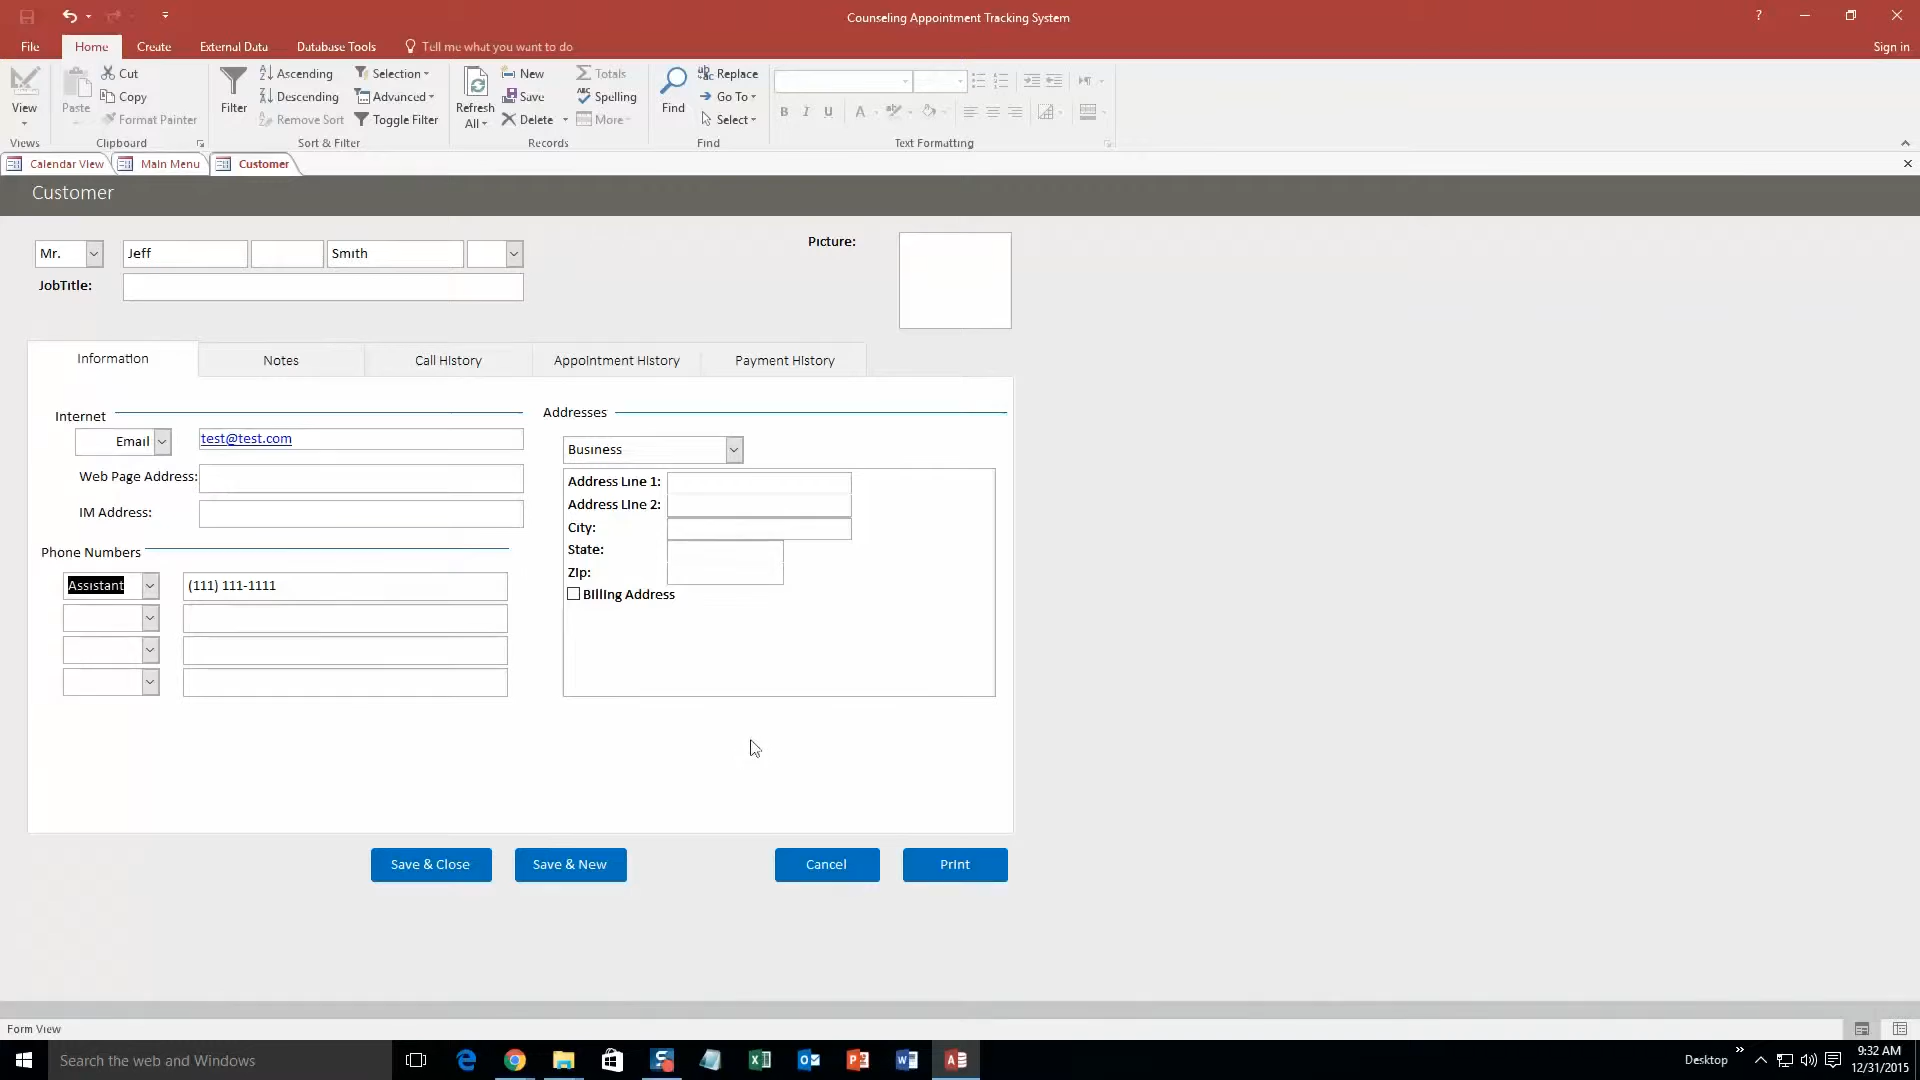 Counseling Appointment Tracking System
?
File Home Create External Data Database Tools Tell me what you want to do Sign in
View
Views
Paste
Cut
Copy
Format Painter
Clipboard
Filter
Ascending
Descending
Remove Sort
Selection
Advanced
Toggle Filter
Sort & Filter
Refresh
All
New
Save
Delete
Totals
Spelling
More
Records
Find
Replace
Go To
Select
Find
B I U A
Text Formatting
Calendar View Main Menu Customer
Customer
Mr. Jeff Smith
JobTitle:
Picture:
Information Notes Call History Appointment History Payment History
Internet
Email test@test.com
Web Page Address:
IM Address:
Phone Numbers
Assistant (111) 111-1111
Addresses
Business
Address Line 1:
Address Line 2:
City:
State:
Zip:
Billing Address
Save & Close Save & New Cancel Print
Form View
Search the web and Windows
Desktop
9:32 AM
12/31/2015